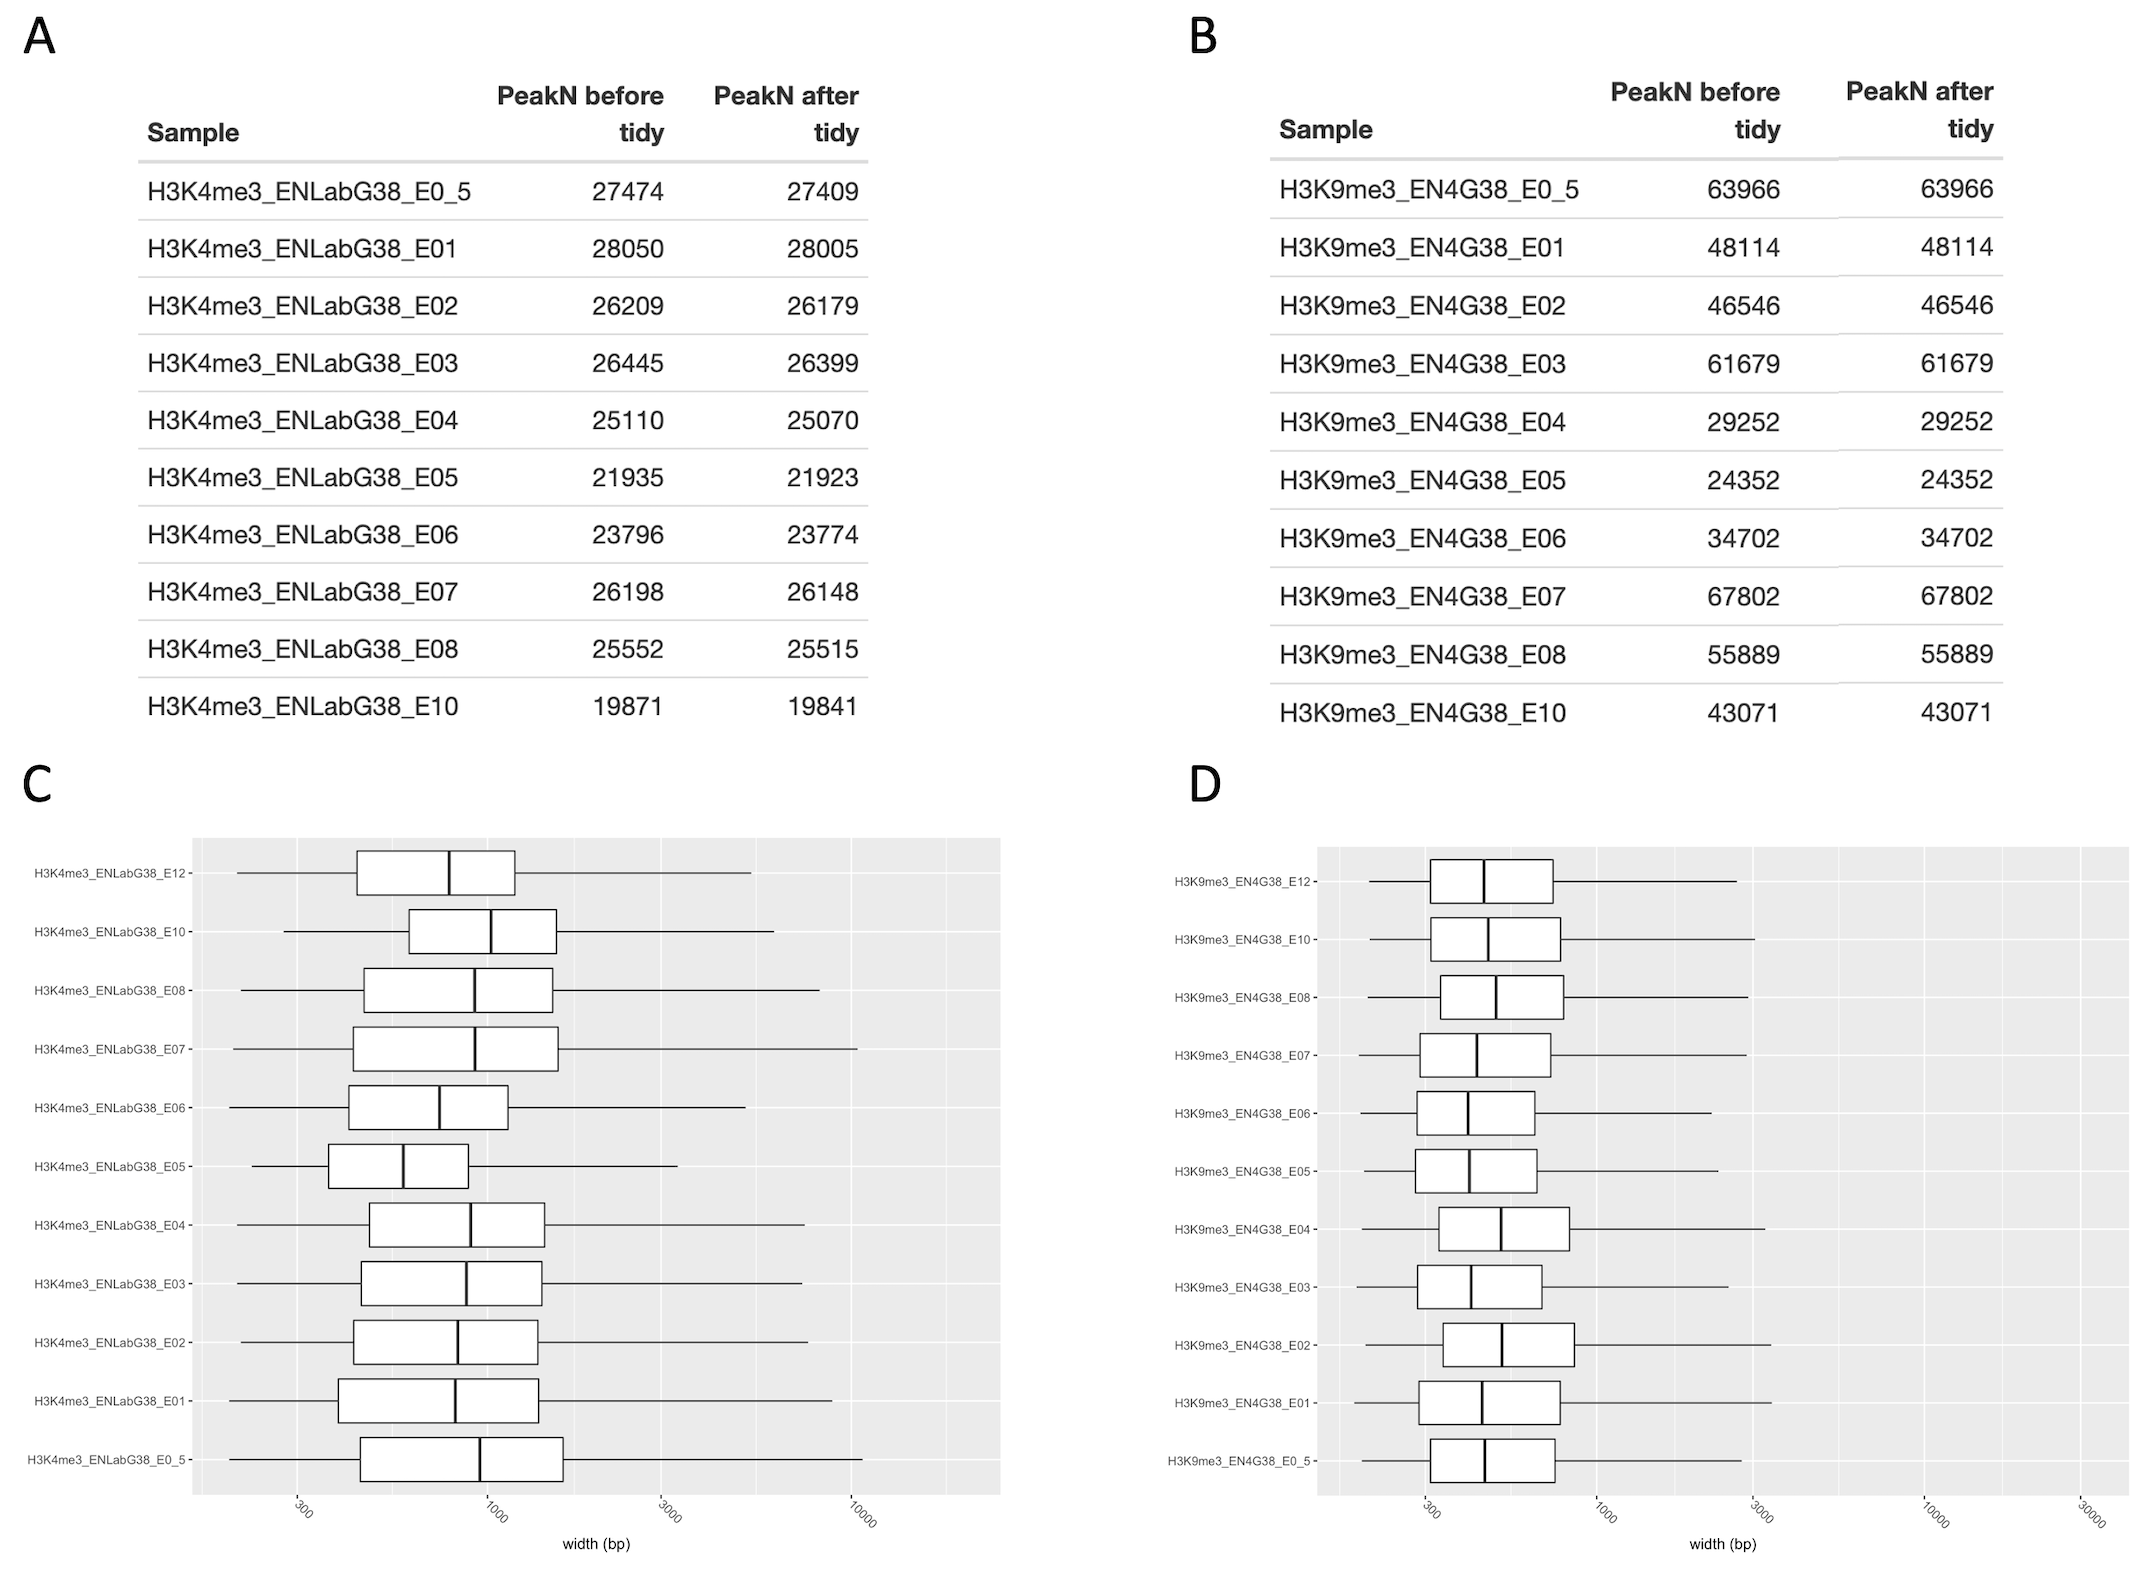 A
PeakN before PeakN after
Sample tidy tidy
H3K4me3_ENLabG38_E0_5 27474 27409
H3K4me3_ENLabG38_E01 28050 28005
H3K4me3_ENLabG38_E02 26209 26179
H3K4me3_ENLabG38_E03 26445 26399
H3K4me3_ENLabG38_E04 25110 25070
H3K4me3_ENLabG38_E05 21935 21923
H3K4me3_ENLabG38_E06 23796 23774
H3K4me3_ENLabG38_E07 26198 26148
H3K4me3_ENLabG38_E08 25552 25515
H3K4me3_ENLabG38_E10 19871 19841
B
PeakN before PeakN after
Sample tidy tidy
H3K9me3_EN4G38_E0_5 63966 63966
H3K9me3_EN4G38_E01 48114 48114
H3K9me3_EN4G38_E02 46546 46546
H3K9me3_EN4G38_E03 61679 61679
H3K9me3_EN4G38_E04 29252 29252
H3K9me3_EN4G38_E05 24352 24352
H3K9me3_EN4G38_E06 34702 34702
H3K9me3_EN4G38_E07 67802 67802
H3K9me3_EN4G38_E08 55889 55889
H3K9me3_EN4G38_E10 43071 43071
C
H3K4me3_ENLabG38_E12
H3K4me3_ENLabG38_E10
H3K4me3_ENLabG38_E08
H3K4me3_ENLabG38_E07
H3K4me3_ENLabG38_E06
H3K4me3_ENLabG38_E05
H3K4me3_ENLabG38_E04
H3K4me3_ENLabG38_E03
H3K4me3_ENLabG38_E02
H3K4me3_ENLabG38_E01
H3K4me3_ENLabG38_E0_5
300 1000 3000 10000
width (bp)
D
H3K9me3_EN4G38_E12
H3K9me3_EN4G38_E10
H3K9me3_EN4G38_E08
H3K9me3_EN4G38_E07
H3K9me3_EN4G38_E06
H3K9me3_EN4G38_E05
H3K9me3_EN4G38_E04
H3K9me3_EN4G38_E03
H3K9me3_EN4G38_E02
H3K9me3_EN4G38_E01
H3K9me3_EN4G38_E0_5
300 1000 3000 10000 30000
width (bp)